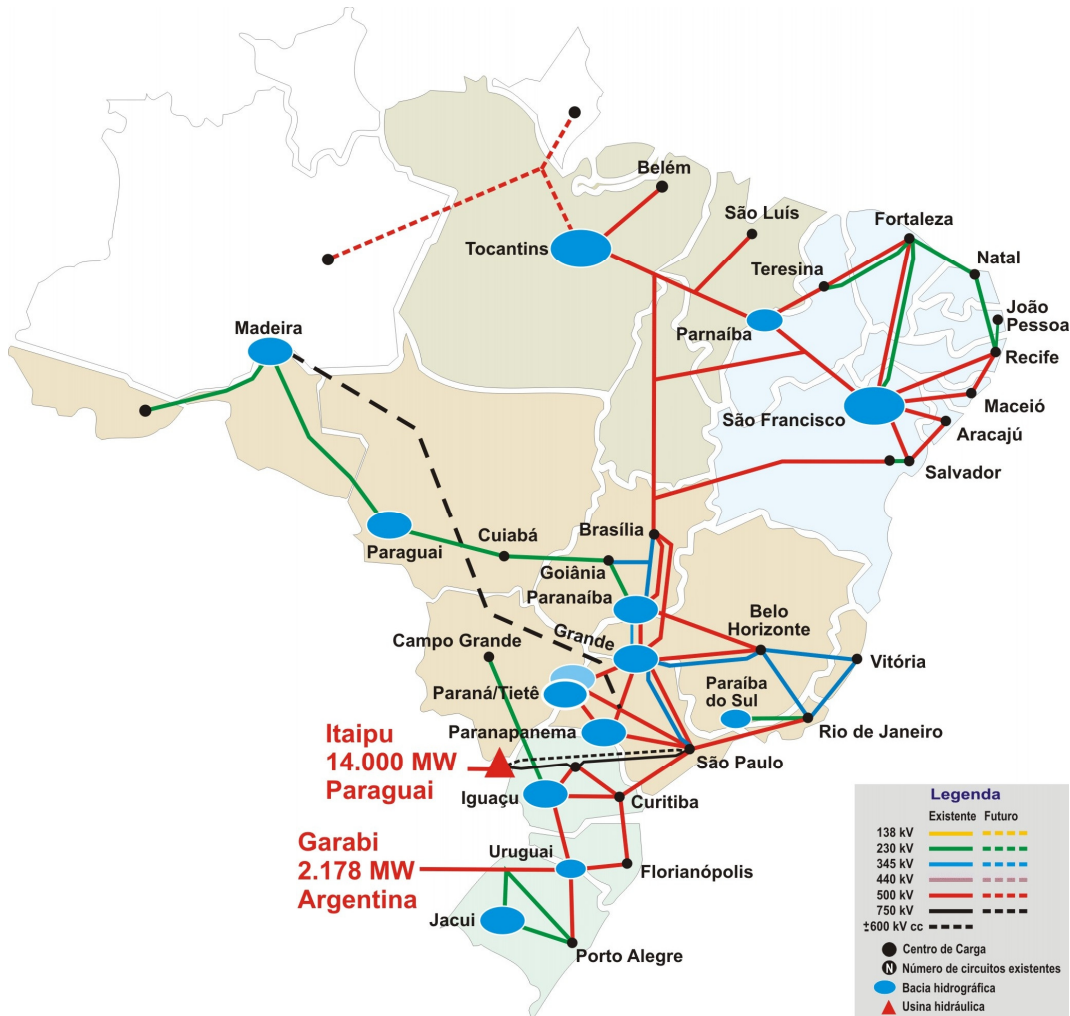 Belém
São Luís
Fortaleza
Tocantins
Teresina
Natal
João
Pessoa
Madeira
Parnaíba
Recife
São Francisco
Maceió
Aracajú
Salvador
Brasília
Cuiabá
Paraguai
Goiânia
Paranaíba
Belo
Horizonte
Grande
Campo Grande
Vitória
Paraíba
do Sul
Paraná/Tietê
Rio de Janeiro
Paranapanema
Itaipu
14.000 MW
Paraguai
São Paulo
Iguaçu
Curitiba
Garabi
2.178 MW
Argentina
Uruguai
Florianópolis
Jacui
Porto Alegre
Legenda
Existente Futuro
138 kV
230 kV
345 kV
440 kV
500 kV
750 kV
±600 kV cc
Centro de Carga
N Número de circuitos existentes
Bacia hidrográfica
Usina hidráulica